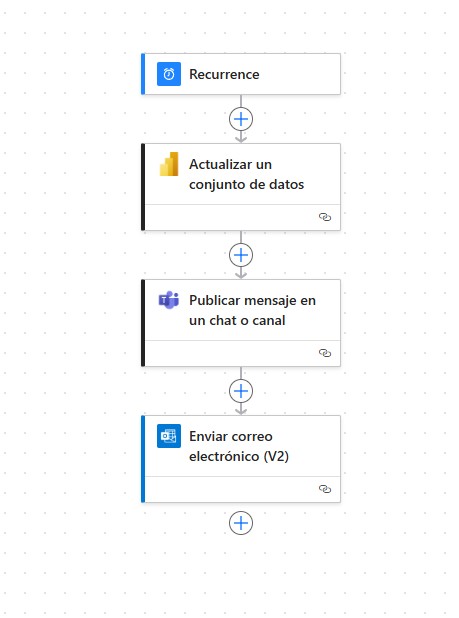 Recurrence
Actualizar un
conjunto de datos
Publicar mensaje en
un chat o canal
Enviar correo
electrónico (V2)